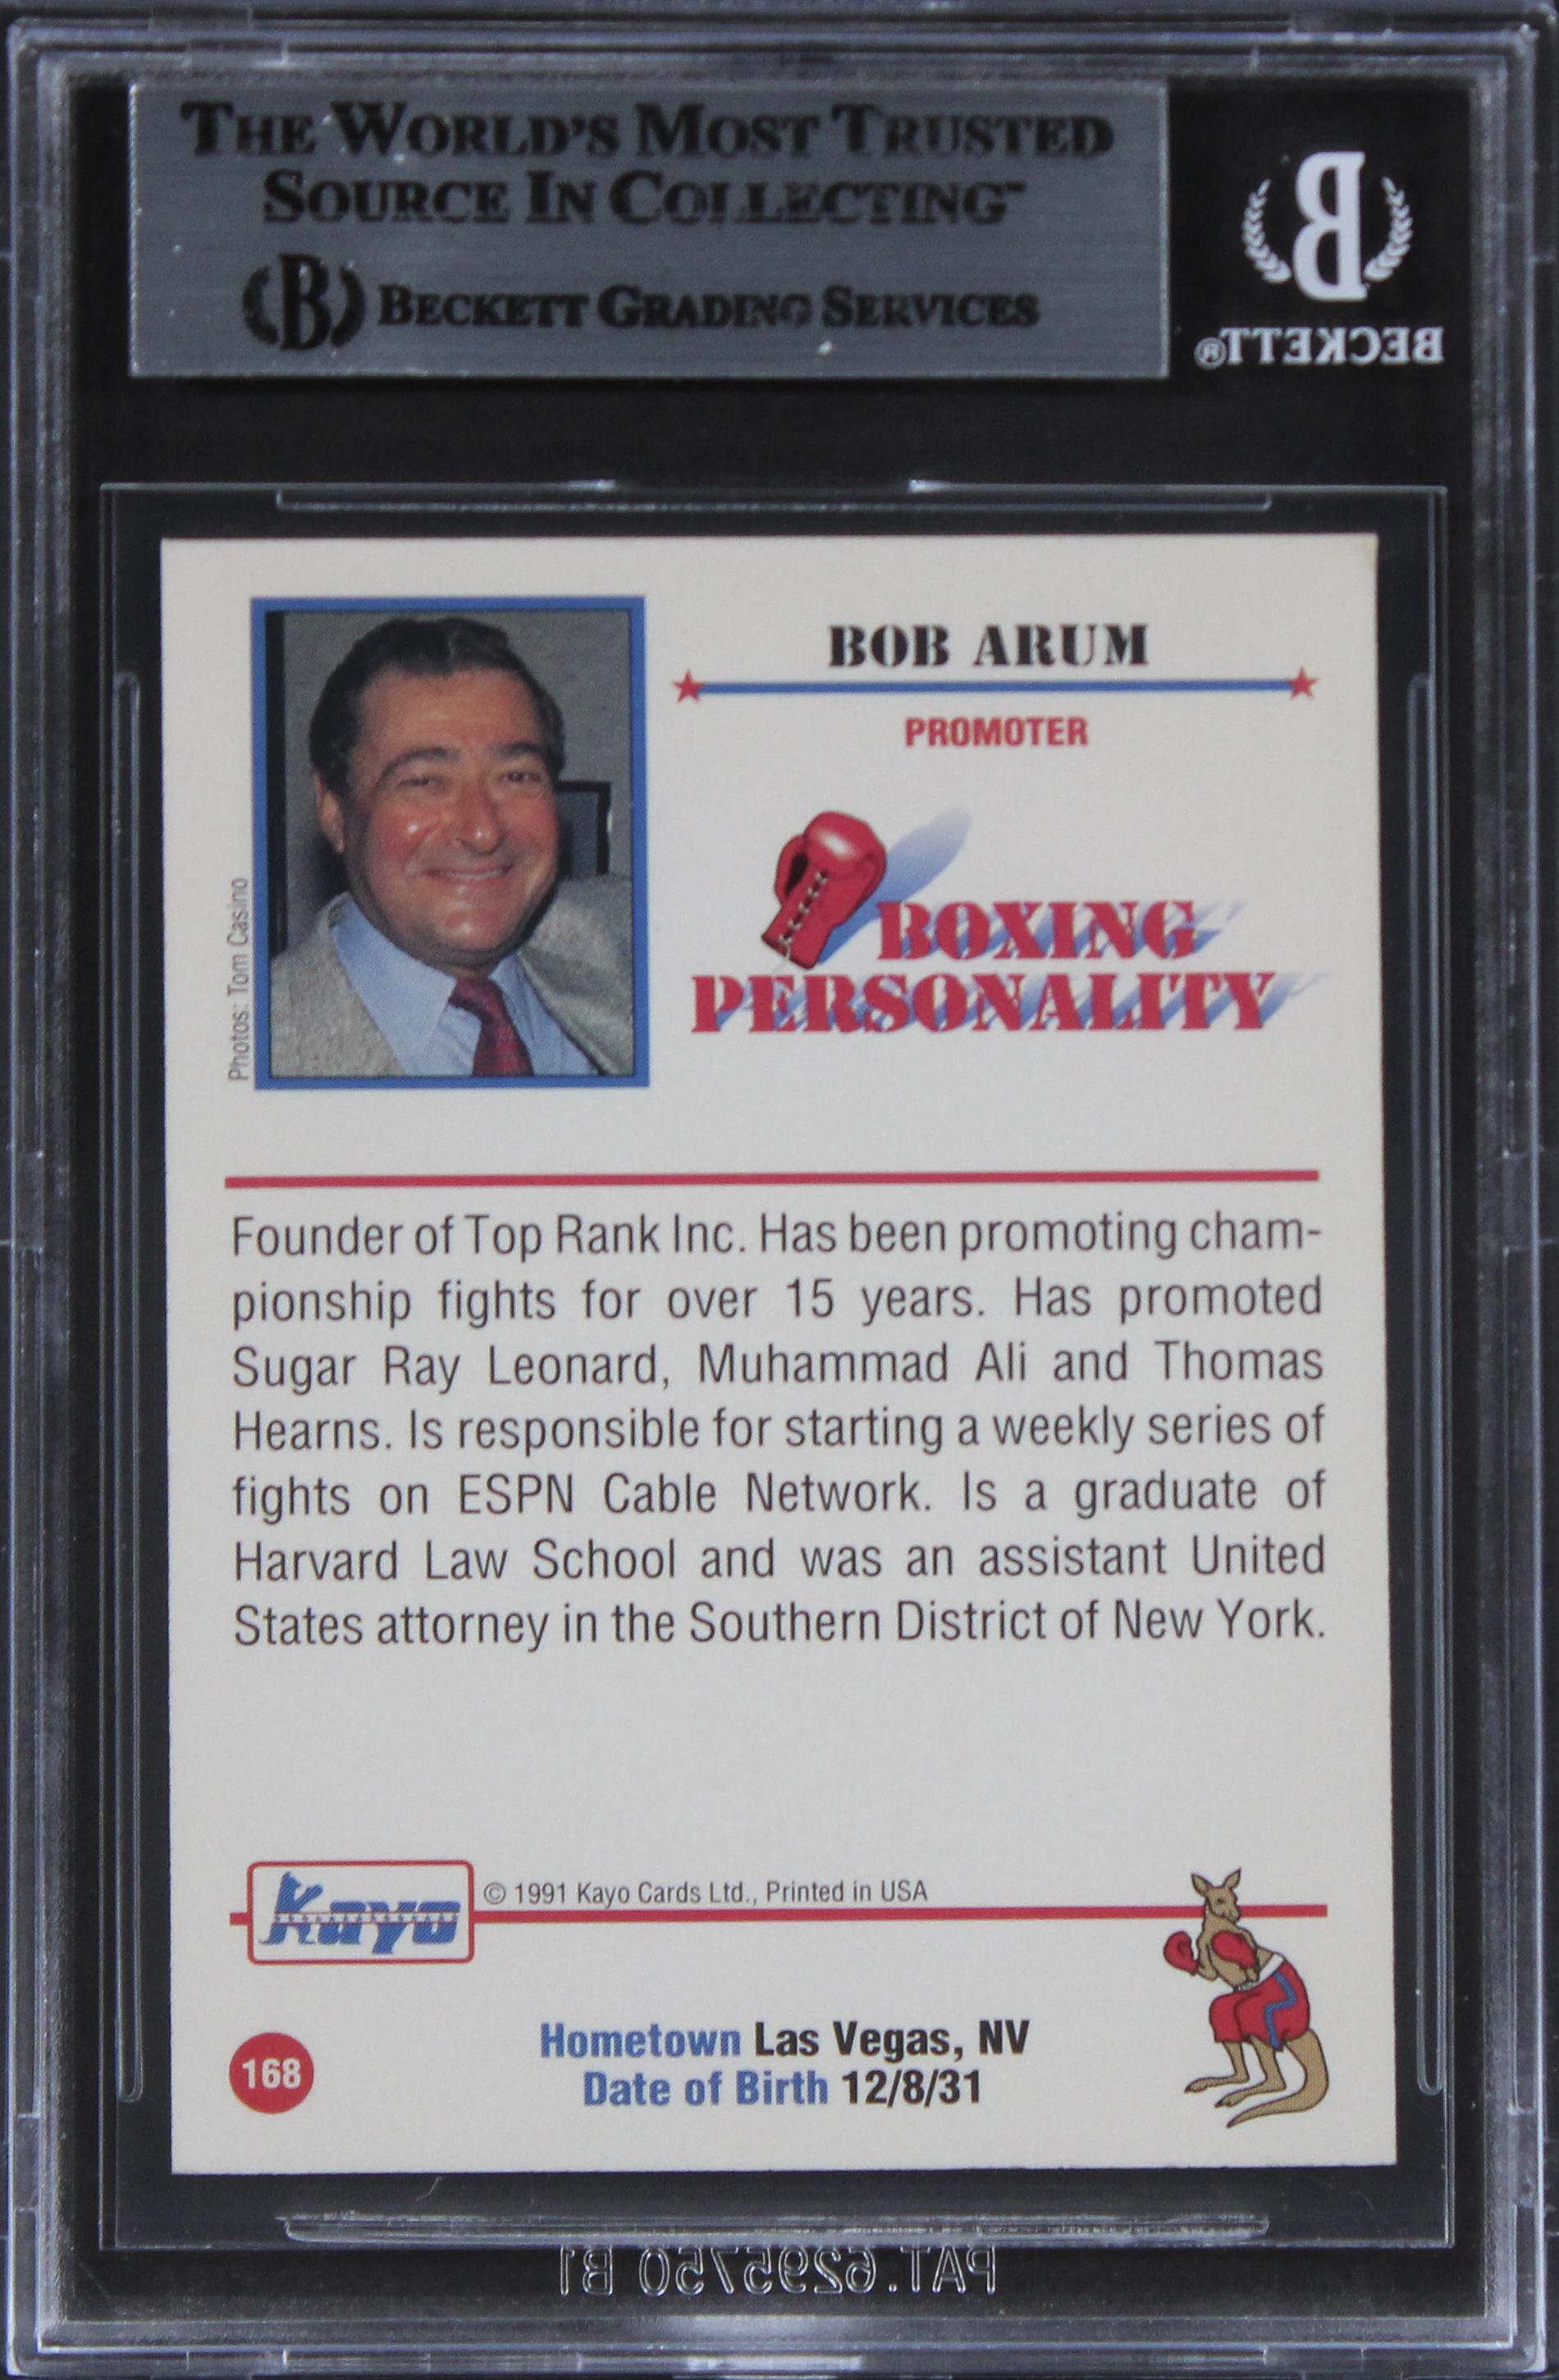 THE WORLD'S MOST TRUSTED
SOURCE IN COLLECTING™
B BECKETT GRADING SERVICES
B
BECKETT®
BOB ARUM
PROMOTER
Photos: Tom Casino
BOXING
PERSONALITY
Founder of Top Rank Inc. Has been promoting cham-
pionship fights for over 15 years. Has promoted
Sugar Ray Leonard, Muhammad Ali and Thomas
Hearns. Is responsible for starting a weekly series of
fights on ESPN Cable Network. Is a graduate of
Harvard Law School and was an assistant United
States attorney in the Southern District of New York.
Kayo
© 1991 Kayo Cards Ltd., Printed in USA
168
Hometown Las Vegas, NV
Date of Birth 12/8/31
PAT.6295750 B1